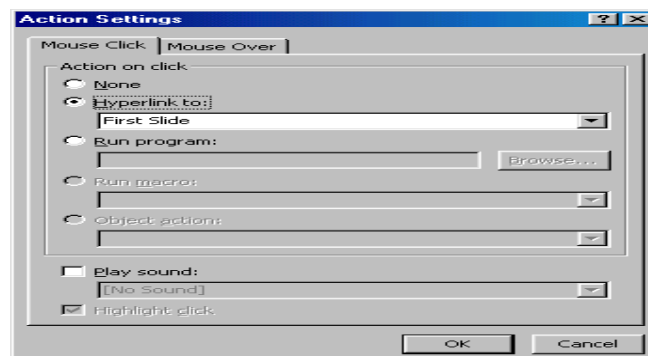 Action Settings
Mouse Click Mouse Over
Action on click
None
Hyperlink to:
First Slide
Run program:
Browse...
Run macro:
Object action:
Play sound:
[No Sound]
Highlight click
OK Cancel